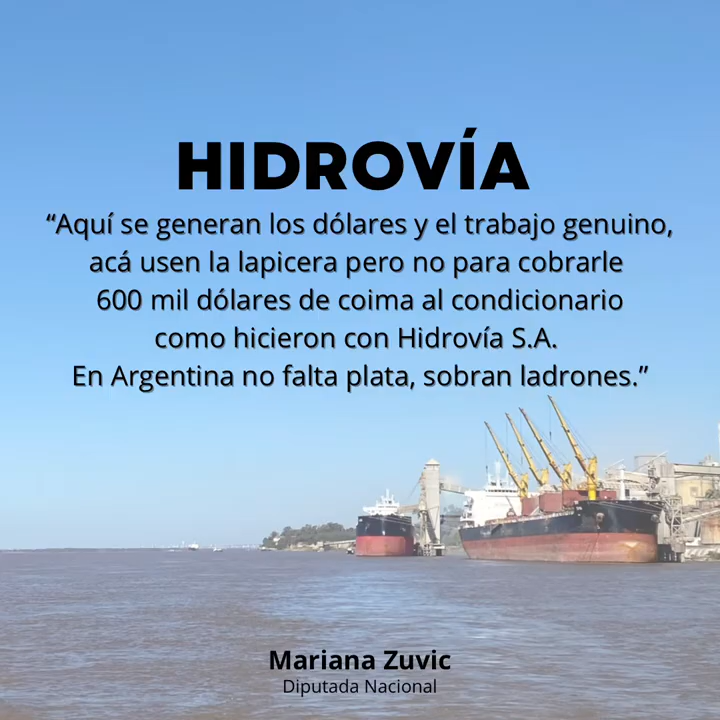 HIDROVÍA
“Aquí se generan los dólares y el trabajo genuino,
acá usen la lapicera pero no para cobrarle
600 mil dólares de coima al condicionario
como hicieron con Hidrovía S.A.
En Argentina no falta plata, sobran ladrones.”
Mariana Zuvic
Diputada Nacional